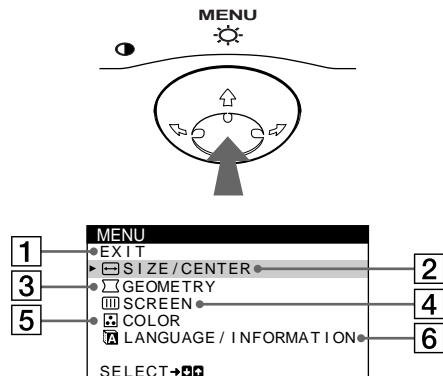 MENU
MENU
1 EXIT
SIZE/CENTER 2
3 GEOMETRY
SCREEN 4
5 COLOR
LANGUAGE/INFORMATION 6
SELECT